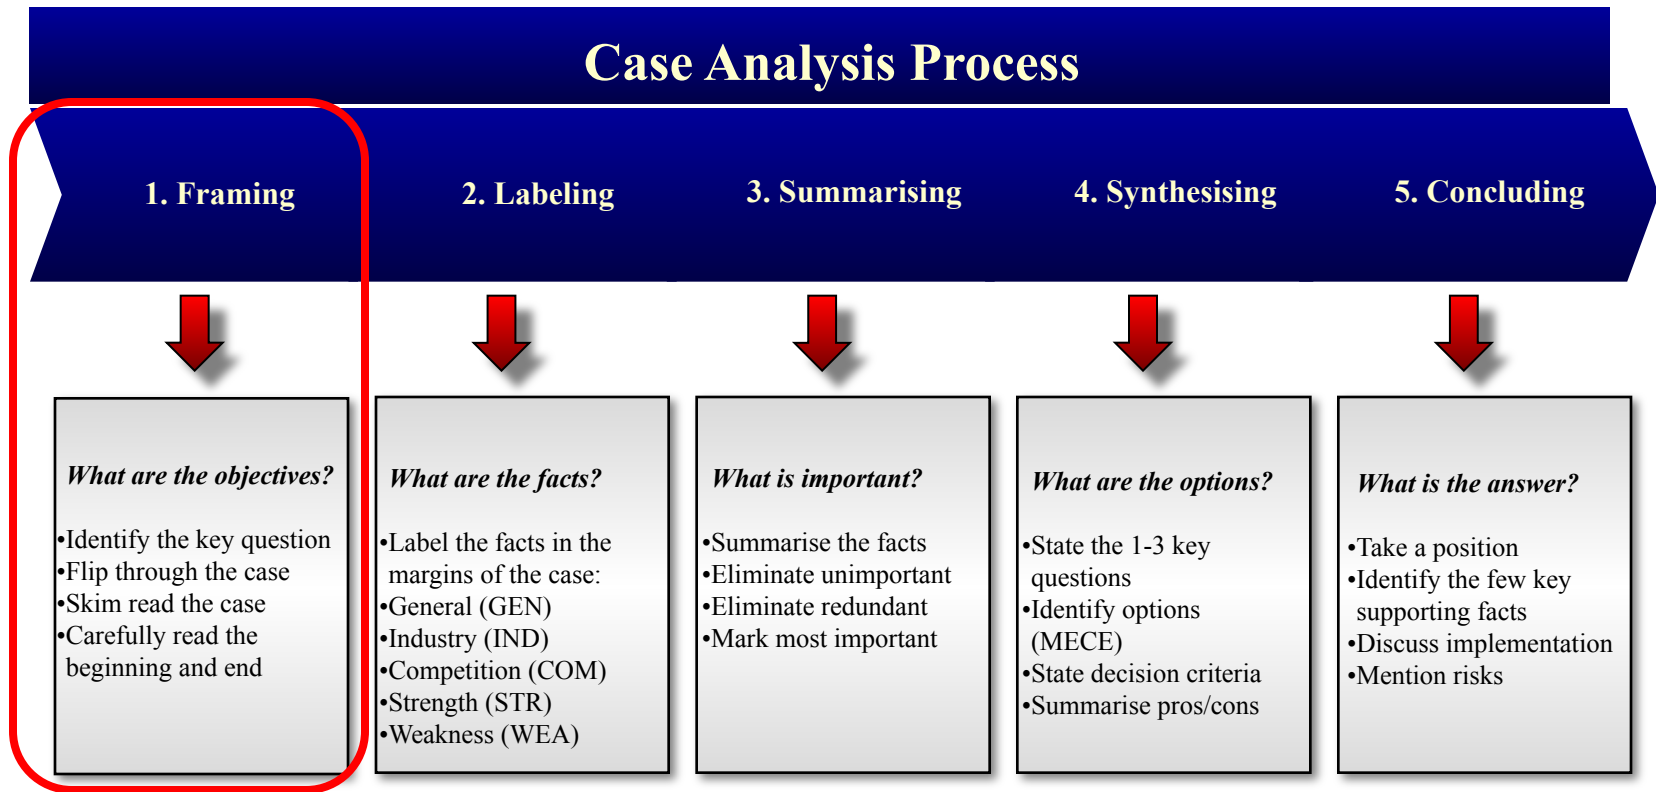 Case Analysis Process
1. Framing
2. Labeling
3. Summarising
4. Synthesising
5. Concluding
What are the objectives?
•Identify the key question
•Flip through the case
•Skim read the case
•Carefully read the
beginning and end
What are the facts?
•Label the facts in the
margins of the case:
•General (GEN)
•Industry (IND)
•Competition (COM)
•Strength (STR)
•Weakness (WEA)
What is important?
•Summarise the facts
•Eliminate unimportant
•Eliminate redundant
•Mark most important
What are the options?
•State the 1-3 key
questions
•Identify options
(MECE)
•State decision criteria
•Summarise pros/cons
What is the answer?
•Take a position
•Identify the few key
supporting facts
•Discuss implementation
•Mention risks